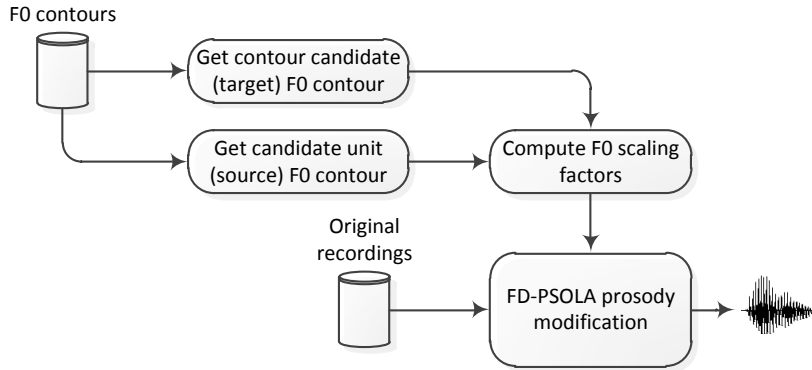 F0 contours
Get contour candidate
(target) F0 contour
Get candidate unit
(source) F0 contour
Compute F0 scaling
factors
Original
recordings
FD-PSOLA prosody
modification